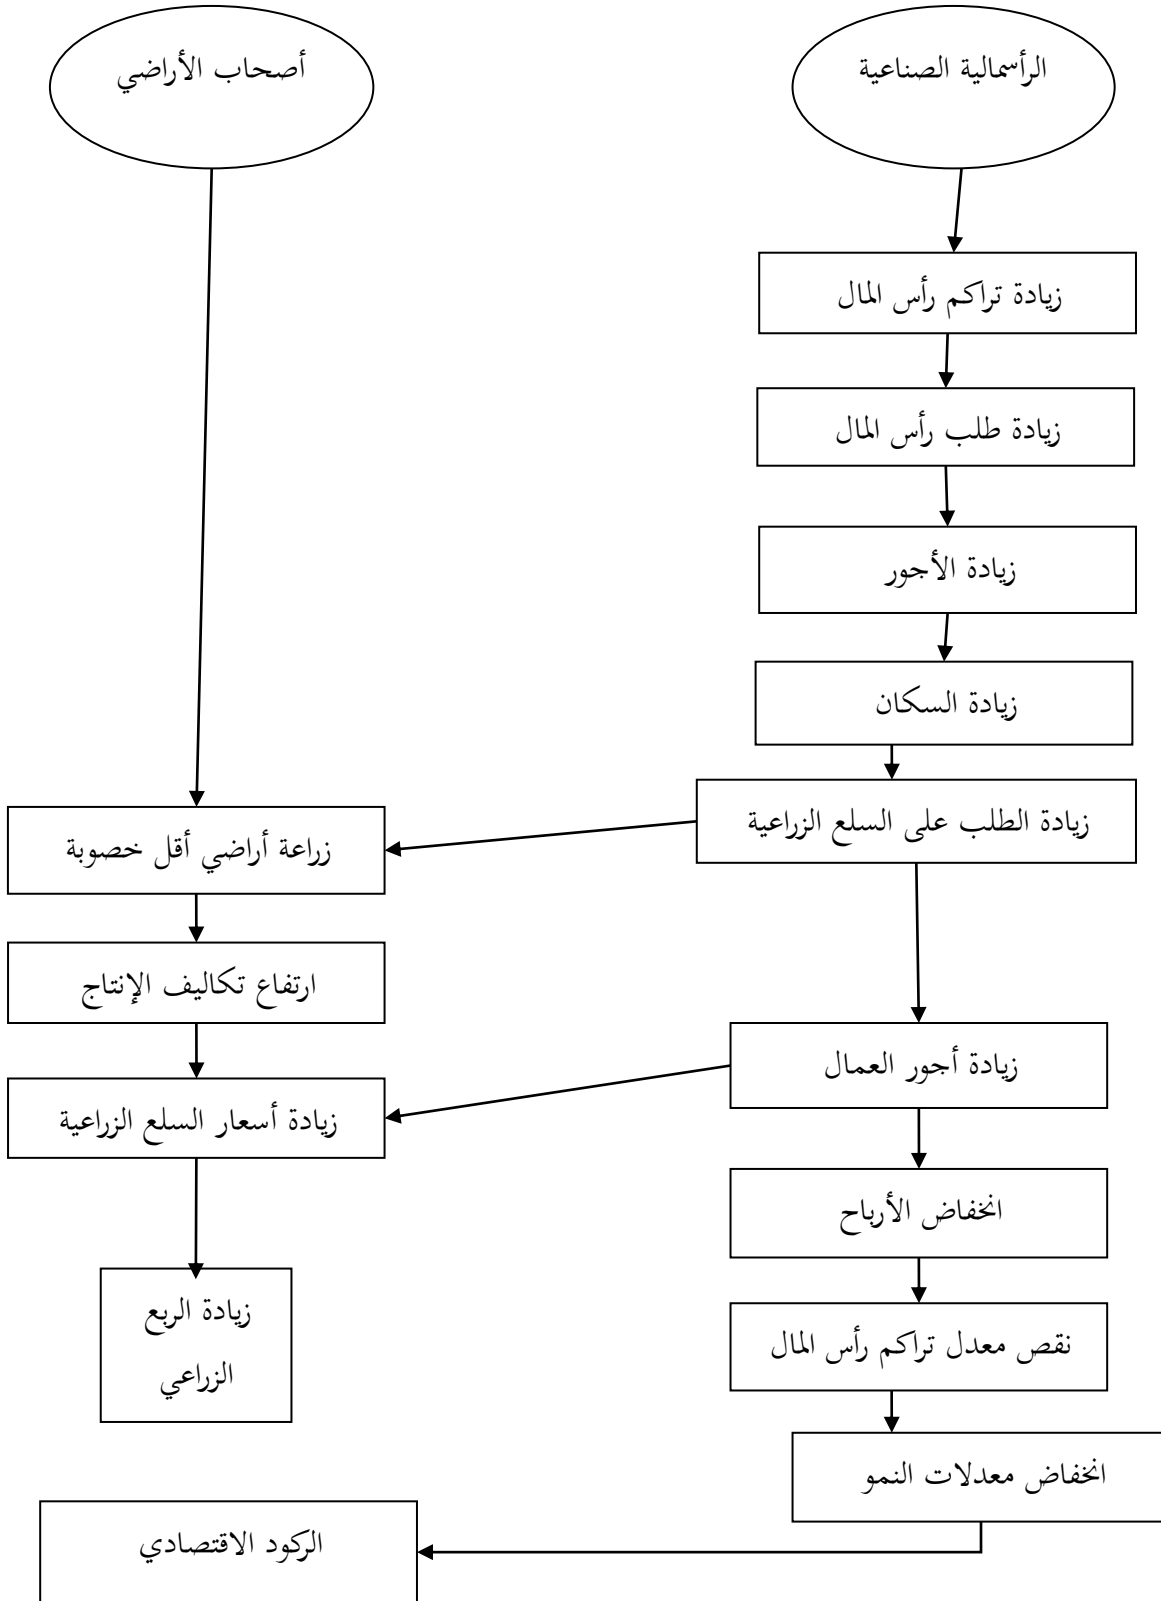 الرأسمالية الصناعية
أصحاب الأراضي
زيادة تراكم رأس المال
زيادة طلب رأس المال
زيادة الأجور
زيادة السكان
زيادة الطلب على السلع الزراعية
زراعة أراضي أقل خصوبة
ارتفاع تكاليف الإنتاج
زيادة أجور العمال
زيادة أسعار السلع الزراعية
انخفاض الأرباح
زيادة الربع
الزراعي
نقص معدل تراكم رأس المال
انخفاض معدلات النمو
الركود الاقتصادي